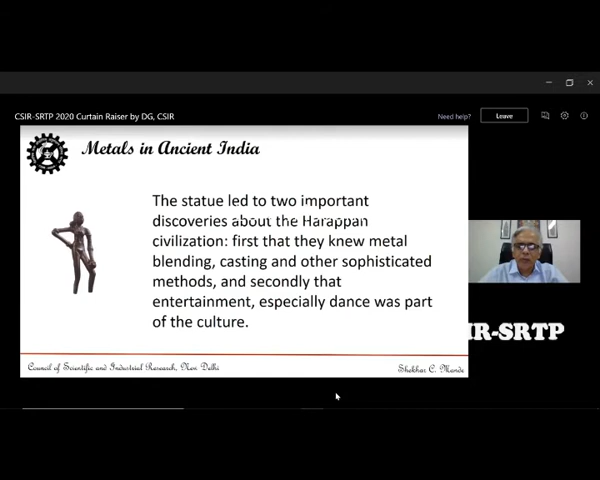 CSIR-SRTP 2020 Curtain Raiser by DG, CSIR
Need help?
Leave
Metals in Ancient India
The statue led to two important
discoveries about the Harappan
civilization: first that they knew metal
blending, casting and other sophisticated
methods, and secondly that
entertainment, especially dance was part
of the culture.
IR-SRTP
Council of Scientific and Industrial Research, New Delhi
Shekhar C. Mande